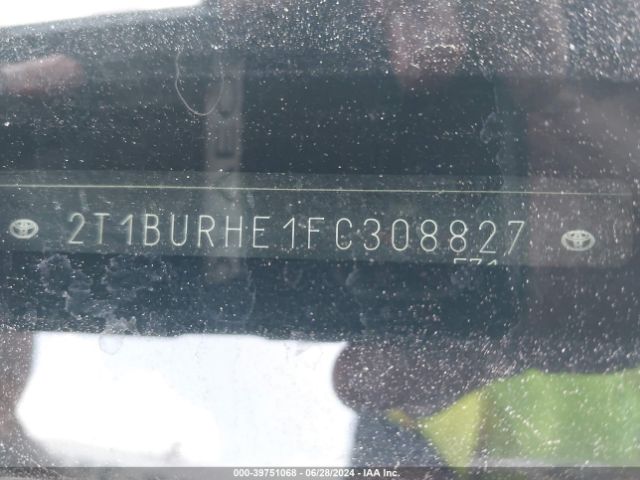 2T1BURHE1FC308827
000-39751068 - 06/28/2024 - IAA Inc.